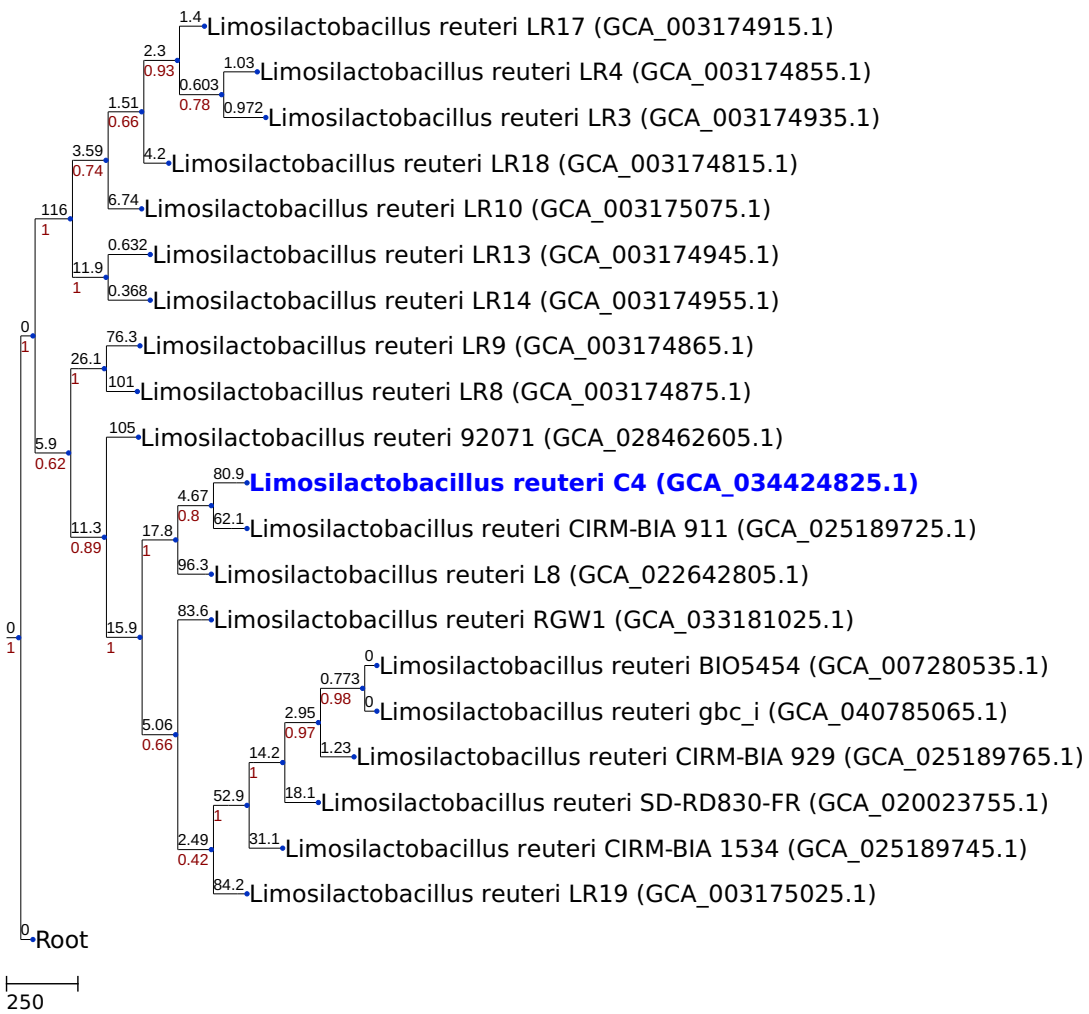 1.4
Limosilactobacillus reuteri LR17 (GCA_003174915.1)
2.3
0.93
1.03
Limosilactobacillus reuteri LR4 (GCA_003174855.1)
0.603
0.78
1.51
0.66
0.972
Limosilactobacillus reuteri LR3 (GCA_003174935.1)
3.59
0.74
4.2
Limosilactobacillus reuteri LR18 (GCA_003174815.1)
116
1
6.74
Limosilactobacillus reuteri LR10 (GCA_003175075.1)
0.632
Limosilactobacillus reuteri LR13 (GCA_003174945.1)
11.9
1
0.368
Limosilactobacillus reuteri LR14 (GCA_003174955.1)
0
1
76.3
Limosilactobacillus reuteri LR9 (GCA_003174865.1)
26.1
1
101
Limosilactobacillus reuteri LR8 (GCA_003174875.1)
5.9
0.62
105
Limosilactobacillus reuteri 92071 (GCA_028462605.1)
80.9
Limosilactobacillus reuteri C4 (GCA_034424825.1)
4.67
0.8
62.1
Limosilactobacillus reuteri CIRM-BIA 911 (GCA_025189725.1)
11.3
0.89
17.8
1
96.3
Limosilactobacillus reuteri L8 (GCA_022642805.1)
83.6
Limosilactobacillus reuteri RGW1 (GCA_033181025.1)
0
1
15.9
1
0
Limosilactobacillus reuteri BIO5454 (GCA_007280535.1)
0.773
0.98
0
Limosilactobacillus reuteri gbc_i (GCA_040785065.1)
2.95
0.97
5.06
0.66
1.23
Limosilactobacillus reuteri CIRM-BIA 929 (GCA_025189765.1)
14.2
1
18.1
Limosilactobacillus reuteri SD-RD830-FR (GCA_020023755.1)
52.9
1
31.1
Limosilactobacillus reuteri CIRM-BIA 1534 (GCA_025189745.1)
2.49
0.42
84.2
Limosilactobacillus reuteri LR19 (GCA_003175025.1)
0
Root
250